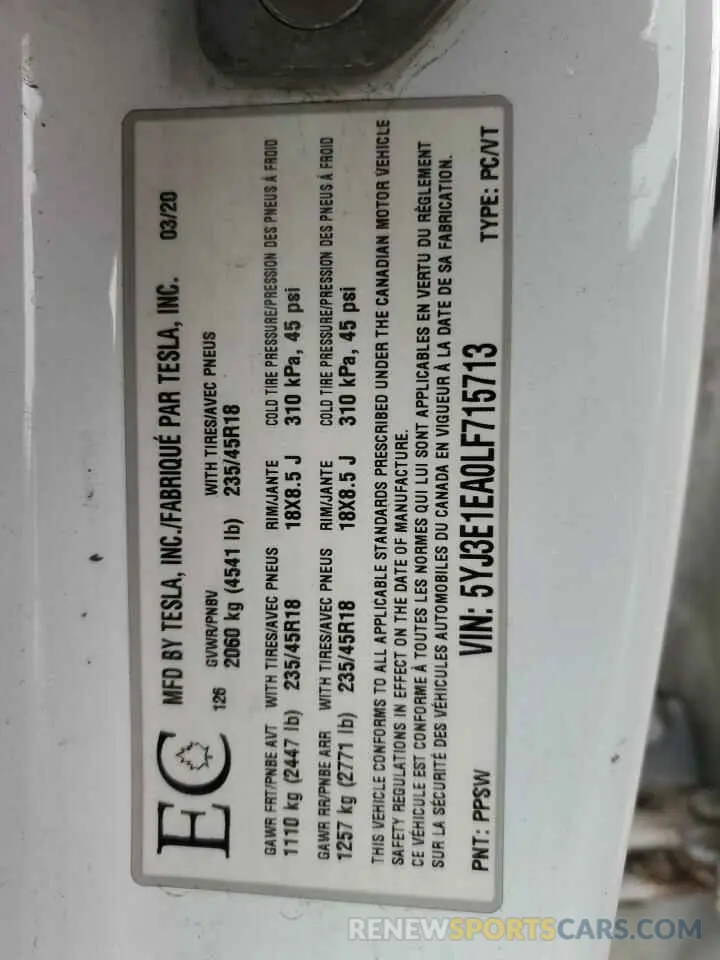 EC
MFD BY TESLA, INC./FABRIQUÉ PAR TESLA, INC. 03/20
126 GVWR/PNBV WITH TIRES/AVEC PNEUS
2060 kg (4541 lb) 235/45R18
GAWR FRT/PNBE AVT WITH TIRES/AVEC PNEUS RIM/JANTE COLD TIRE PRESSURE/PRESSION DES PNEUS À FROID
1110 kg (2447 lb) 235/45R18 18X8.5 J 310 kPa, 45 psi
GAWR RR/PNBE ARR WITH TIRES/AVEC PNEUS RIM/JANTE COLD TIRE PRESSURE/PRESSION DES PNEUS À FROID
1257 kg (2771 lb) 235/45R18 18X8.5 J 310 kPa, 45 psi
THIS VEHICLE CONFORMS TO ALL APPLICABLE STANDARDS PRESCRIBED UNDER THE CANADIAN MOTOR VEHICLE
SAFETY REGULATIONS IN EFFECT ON THE DATE OF MANUFACTURE.
CE VÉHICULE EST CONFORME À TOUTES LES NORMES QUI LUI SONT APPLICABLES EN VERTU DU RÈGLEMENT
SUR LA SÉCURITÉ DES VÉHICULES AUTOMOBILES DU CANADA EN VIGUEUR À LA DATE DE SA FABRICATION.
PNT: PPSW VIN: 5YJ3E1EA0LF715713 TYPE: PC/VT
RENEWSPORTSCARS.COM